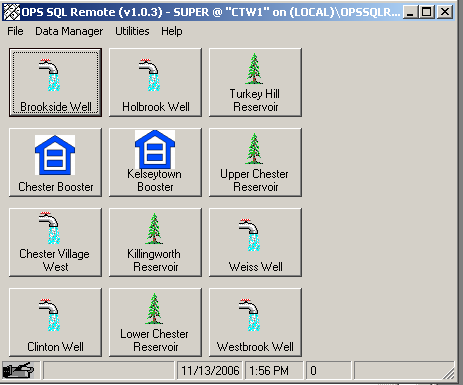 OPS SQL Remote (v1.0.3) - SUPER @ "CTW1" on (LOCAL)\OPSSQLR...
File Data Manager Utilities Help
Brookside Well
Holbrook Well
Turkey Hill
Reservoir
Chester Booster
Kelseytown
Booster
Upper Chester
Reservoir
Chester Village
West
Killingworth
Reservoir
Weiss Well
Clinton Well
Lower Chester
Reservoir
Westbrook Well
11/13/2006 1:56 PM 0